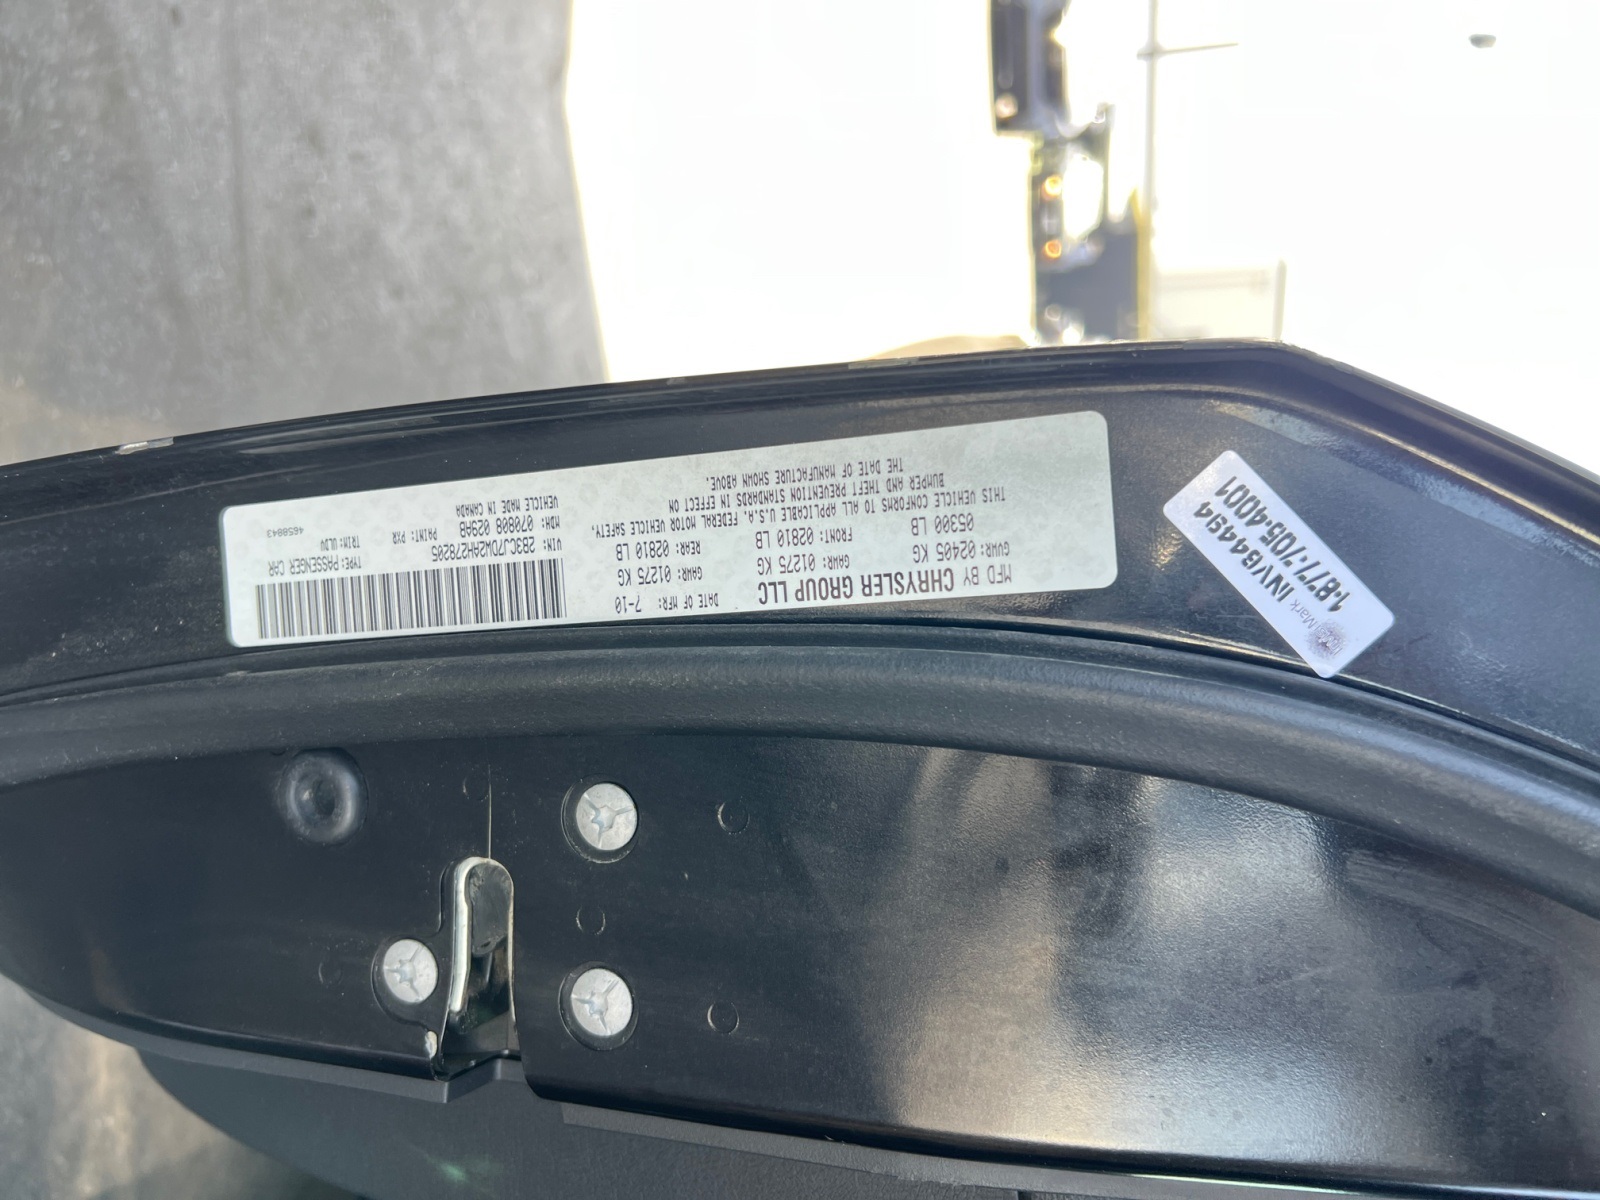 MFD BY CHRYSLER GROUP LLC
DATE OF MFR: 7-10
GVWR: 02405 KG
GAWR: 01275 KG
GAWR: 01275 KG
05300 LB
FRONT: 02810 LB
REAR: 02810 LB
THIS VEHICLE CONFORMS TO ALL APPLICABLE U.S.A. FEDERAL MOTOR VEHICLE SAFETY,
BUMPER AND THEFT PREVENTION STANDARDS IN EFFECT ON
THE DATE OF MANUFACTURE SHOWN ABOVE.
VIN: 2B3CJ7DW2AH278205
TYPE: PASSENGER CAR
MDH: 070808 029HB
PAINT: PXR
TRIM: ULDV
VEHICLE MADE IN CANADA
4658843
Mark
INVB4494
1-877-705-4001